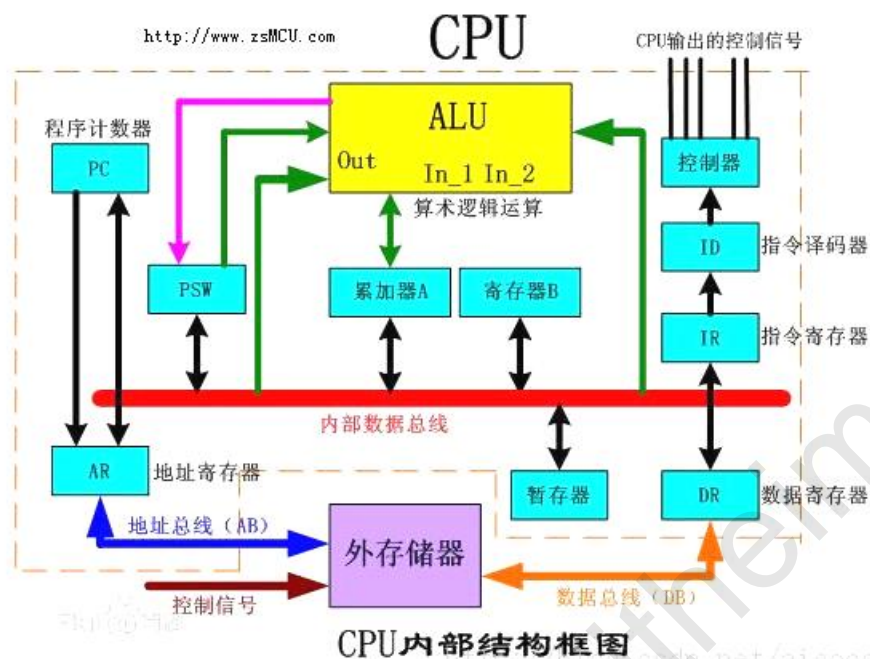 http://www.zsMCU.com
CPU
CPU输出的控制信号
程序计数器
PC
ALU
Out
In_1 In_2
算术逻辑运算
控制器
ID
指令译码器
PSW
累加器A
寄存器B
IR
指令寄存器
内部数据总线
AR
地址寄存器
暂存器
DR
数据寄存器
地址总线(AB)
外存储器
控制信号
数据总线(DB)
CPU内部结构框图